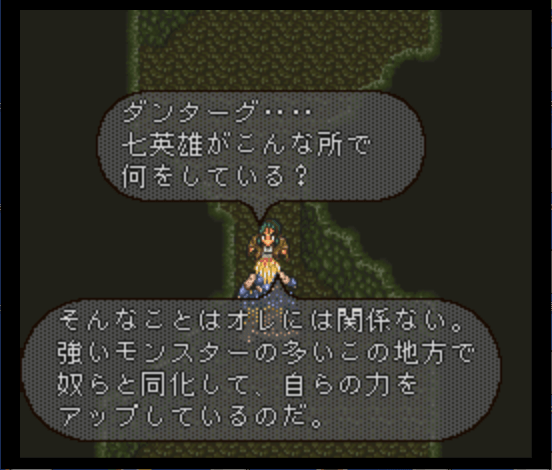 ダンターグ‥‥
七英雄がこんな所で
何をしている？
そんなことはオレには関係ない。
強いモンスターの多いこの地方で
奴らと同化して、自らの力を
アップしているのだ。